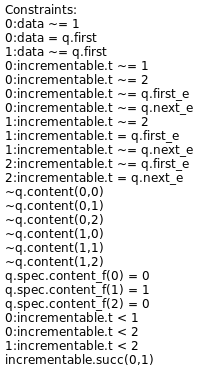 Constraints:
0:data ~= 1
0:data = q.first
1:data ~= q.first
0:incrementable.t ~= 1
0:incrementable.t ~= 2
0:incrementable.t ~= q.first_e
0:incrementable.t ~= q.next_e
1:incrementable.t ~= 2
1:incrementable.t = q.first_e
1:incrementable.t ~= q.next_e
2:incrementable.t ~= q.first_e
2:incrementable.t = q.next_e
~q.content(0,0)
~q.content(0,1)
~q.content(0,2)
~q.content(1,0)
~q.content(1,1)
~q.content(1,2)
q.spec.content_f(0) = 0
q.spec.content_f(1) = 1
q.spec.content_f(2) = 0
0:incrementable.t < 1
0:incrementable.t < 2
1:incrementable.t < 2
incrementable.succ(0,1)